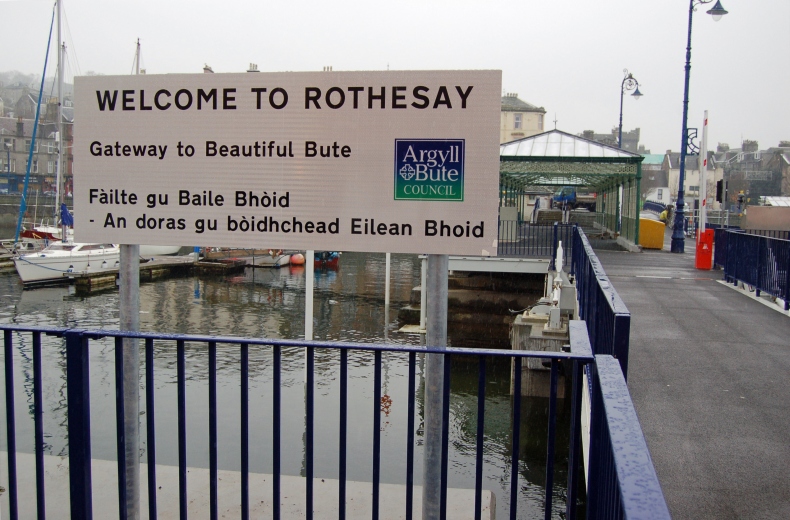 WELCOME TO ROTHESAY
Gateway to Beautiful Bute
Argyll
&Bute
COUNCIL
Fàilte gu Baile Bhòid
- An doras gu bòidhchead Eilean Bhoid